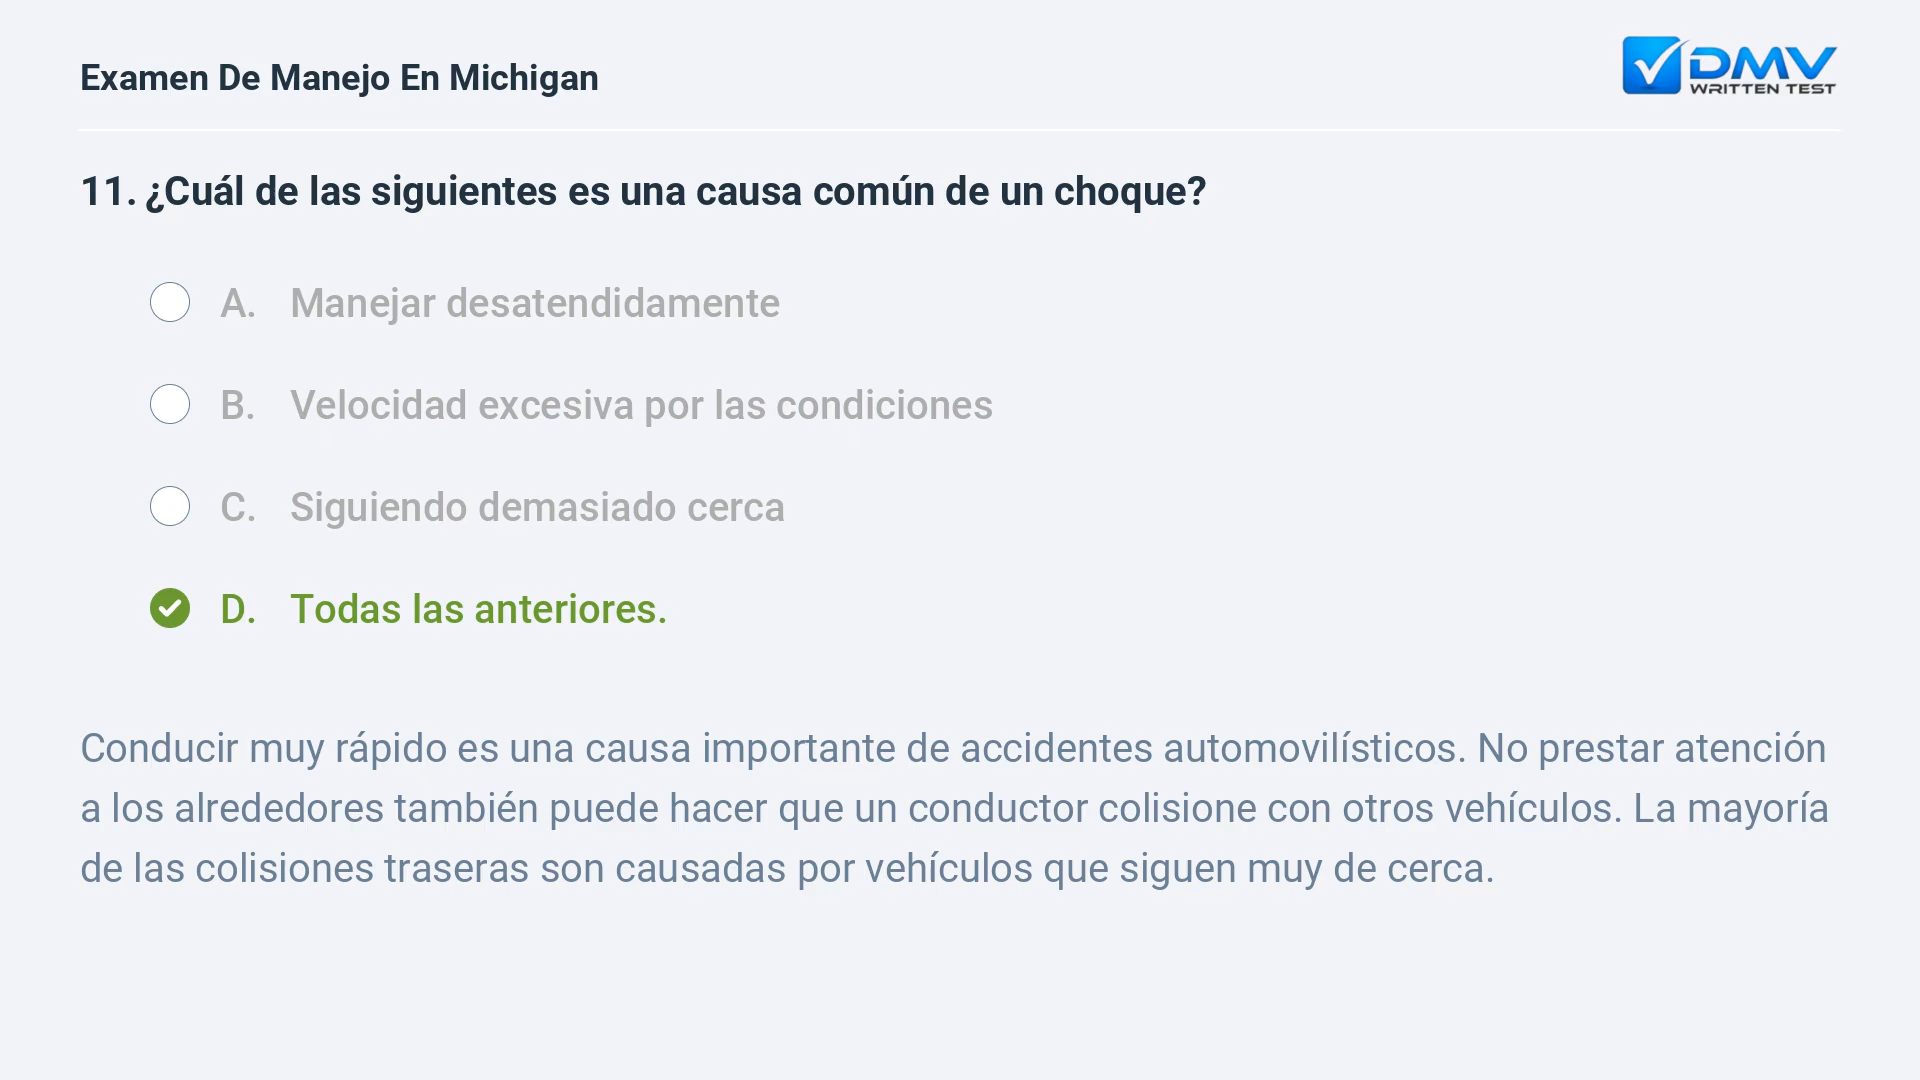 Examen De Manejo En Michigan
DMV
WRITTEN TEST
11. ¿Cuál de las siguientes es una causa común de un choque?
A. Manejar desatendidamente
B. Velocidad excesiva por las condiciones
C. Siguiendo demasiado cerca
D. Todas las anteriores.
Conducir muy rápido es una causa importante de accidentes automovilísticos. No prestar atención
a los alrededores también puede hacer que un conductor colisione con otros vehículos. La mayoría
de las colisiones traseras son causadas por vehículos que siguen muy de cerca.